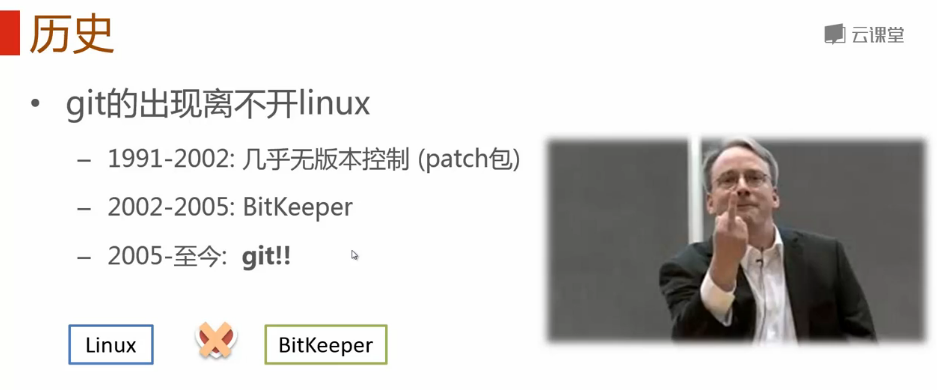 历史
云课堂
• git的出现离不开linux
– 1991-2002: 几乎无版本控制 (patch包)
– 2002-2005: BitKeeper
– 2005-至今: git!!
Linux
BitKeeper